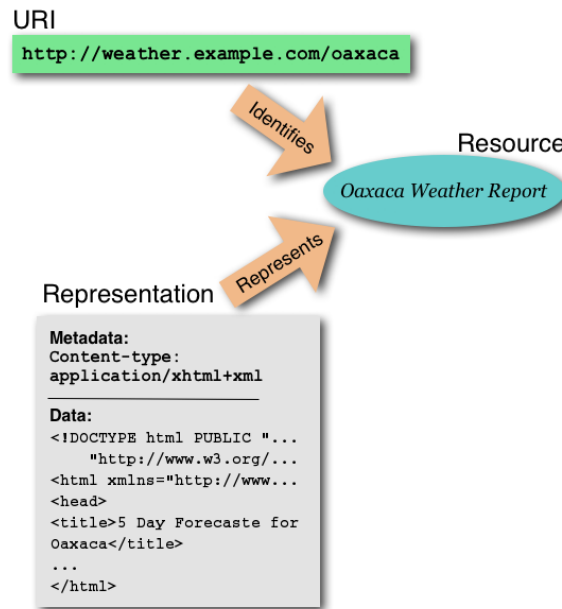 URI
http://weather.example.com/oaxaca
Identifies
Resource
Oaxaca Weather Report
Represents
Representation
Metadata:
Content-type:
application/xhtml+xml
Data:
<!DOCTYPE html PUBLIC "...
"http://www.w3.org/...
<html xmlns="http://www...
<head>
<title>5 Day Forecaste for
Oaxaca</title>
...
</html>